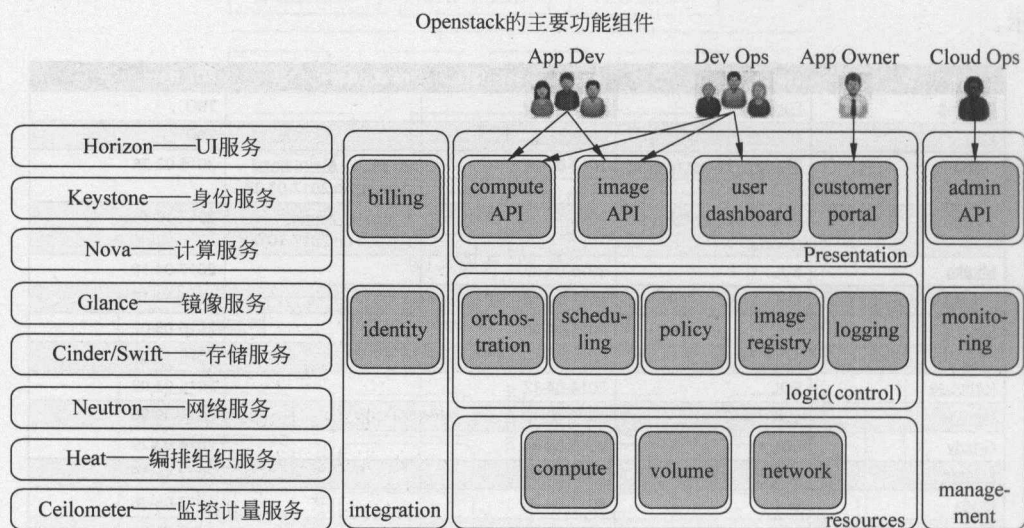 Openstack的主要功能组件
App Dev
Dev Ops
App Owner
Cloud Ops
Horizon——UI服务
Keystone——身份服务
Nova——计算服务
Glance——镜像服务
Cinder/Swift——存储服务
Neutron——网络服务
Heat——编排组织服务
Ceilometer——监控计量服务
billing
identity
integration
compute
API
image
API
user
dashboard
customer
portal
Presentation
orchos-
tration
schedu-
ling
policy
image
registry
logging
logic(control)
compute
volume
network
resources
admin
API
monito-
ring
manage-
ment